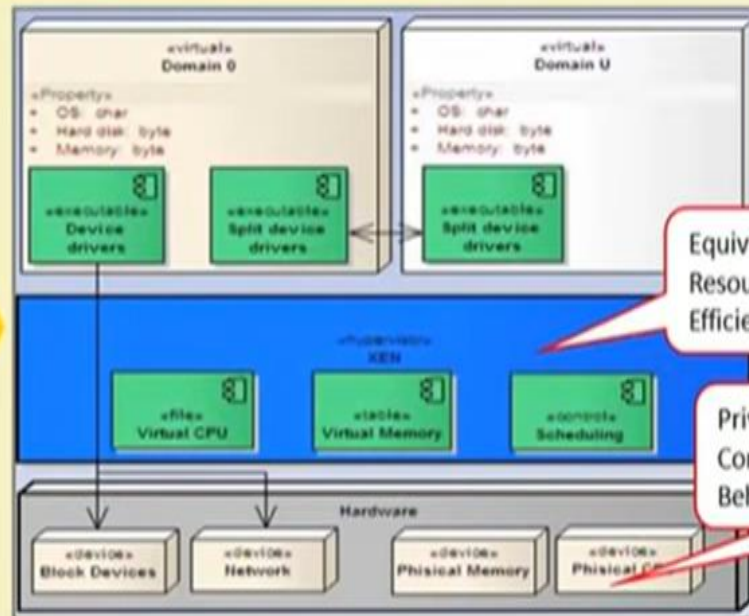 «virtual»
Domain 0
«Property»
+ OS: char
+ Hard disk: byte
+ Memory: byte
«executable»
Device
drivers
«executable»
Split device
drivers
«virtual»
Domain U
«Property»
+ OS: char
+ Hard disk: byte
+ Memory: byte
«executable»
Split device
drivers
Equiv
Resou
Efficie
«hypervisor»
XEN
«file»
Virtual CPU
«table»
Virtual Memory
«control»
Scheduling
Priv
Con
Beh
Hardware
«device»
Block Devices
«device»
Network
«device»
Phisical Memory
«device»
Phisical